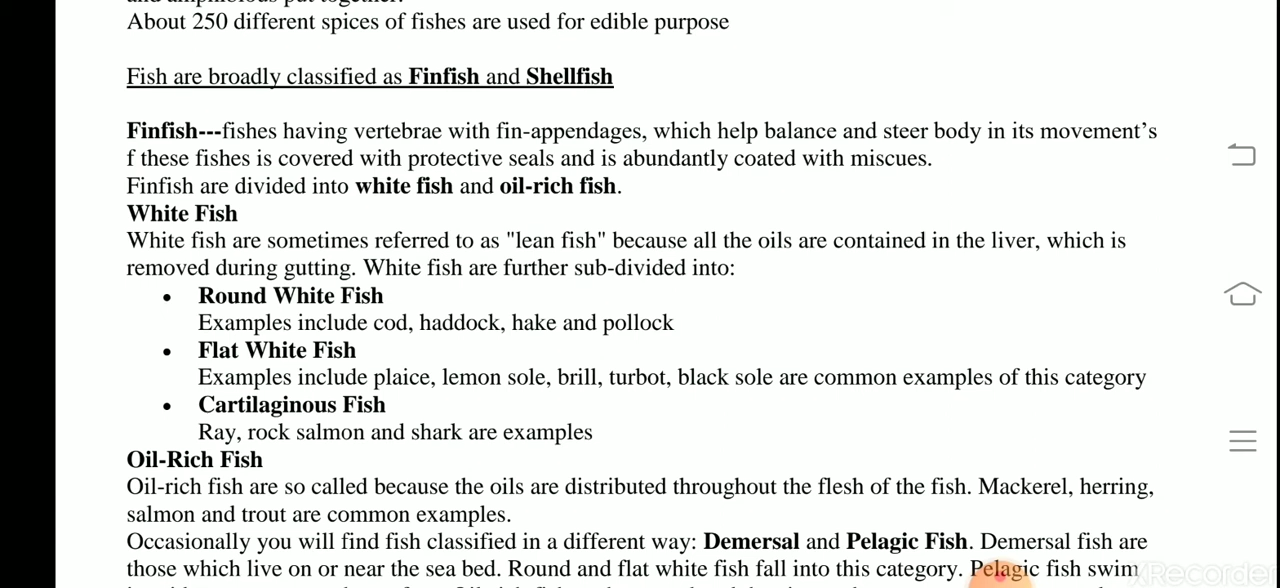 and amphibious put together.
About 250 different spices of fishes are used for edible purpose
Fish are broadly classified as Finfish and Shellfish
Finfish---fishes having vertebrae with fin-appendages, which help balance and steer body in its movement’s
f these fishes is covered with protective seals and is abundantly coated with miscues.
Finfish are divided into white fish and oil-rich fish.
White Fish
White fish are sometimes referred to as "lean fish" because all the oils are contained in the liver, which is
removed during gutting. White fish are further sub-divided into:
• Round White Fish
Examples include cod, haddock, hake and pollock
• Flat White Fish
Examples include plaice, lemon sole, brill, turbot, black sole are common examples of this category
• Cartilaginous Fish
Ray, rock salmon and shark are examples
Oil-Rich Fish
Oil-rich fish are so called because the oils are distributed throughout the flesh of the fish. Mackerel, herring,
salmon and trout are common examples.
Occasionally you will find fish classified in a different way: Demersal and Pelagic Fish. Demersal fish are
those which live on or near the sea bed. Round and flat white fish fall into this category. Pelagic fish swim
XRecorder